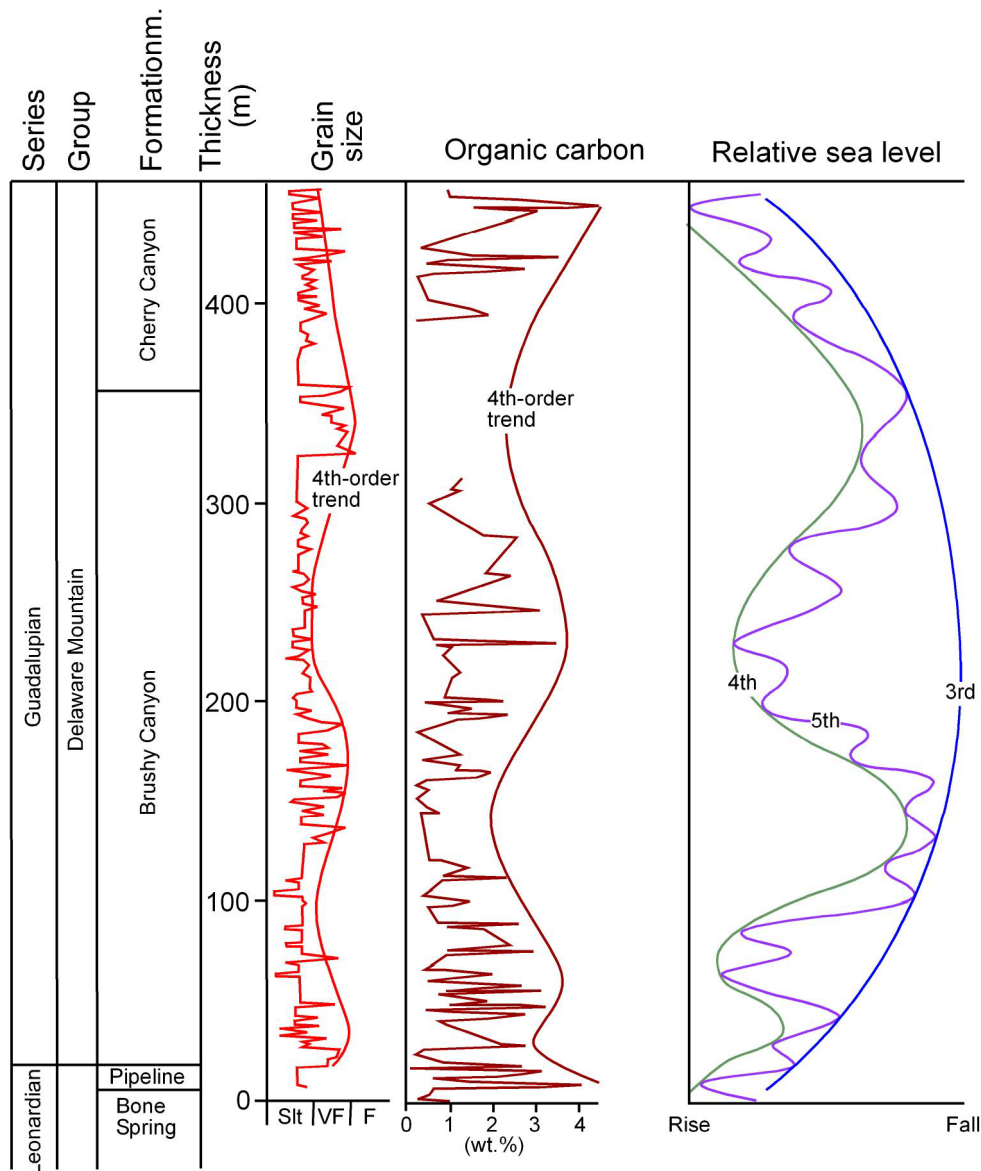 Series
Group
Formationm.
Thickness
(m)
Grain
size
Organic carbon
Relative sea level
Guadalupian
Leonardian
Delaware Mountain
Cherry Canyon
Brushy Canyon
Pipeline
Bone
Spring
400
300
200
100
0
4th-order
trend
Slt VF F
4th-order
trend
0 1 2 3 4
(wt.%)
4th
5th
3rd
Rise Fall